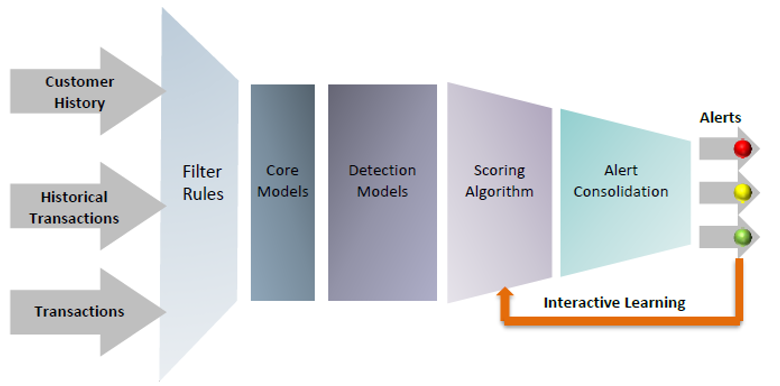 Customer
History
Historical
Transactions
Transactions
Filter
Rules
Core
Models
Detection
Models
Scoring
Algorithm
Alert
Consolidation
Alerts
Interactive Learning